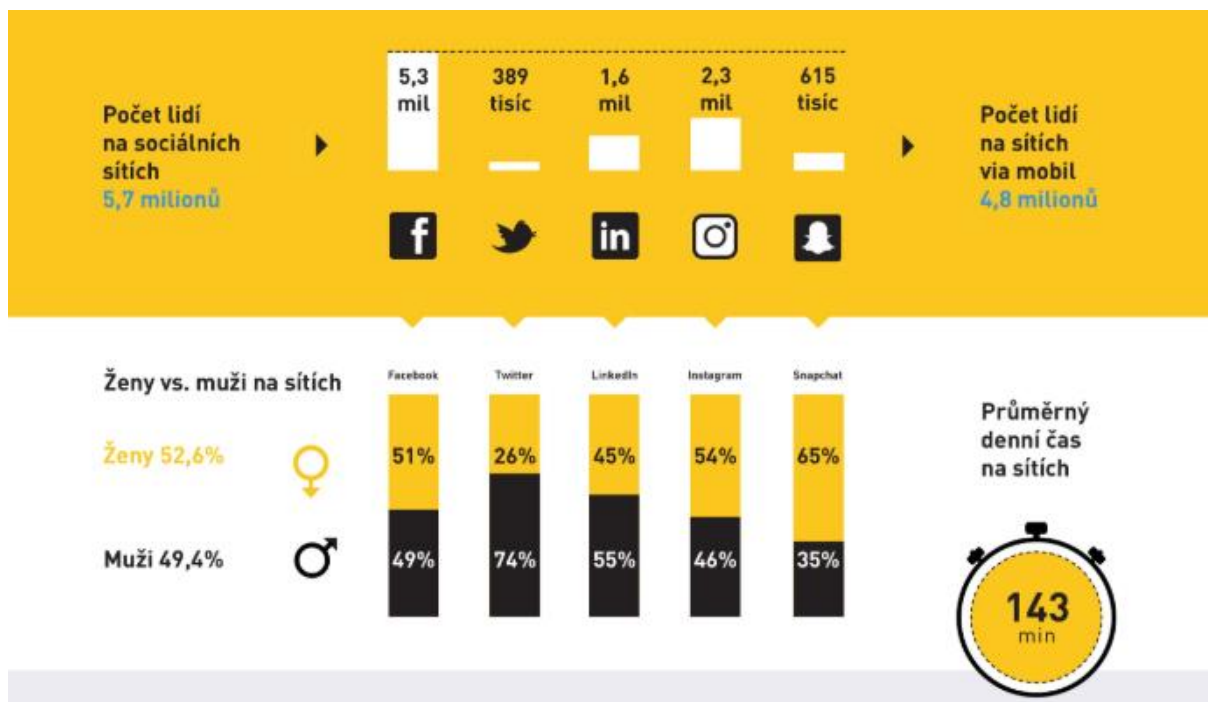 Počet lidí
na sociálních
sítích
5,7 milionů
5,3
mil
389
tisíc
1,6
mil
2,3
mil
615
tisíc
Počet lidí
na sítích
via mobil
4,8 milionů
Ženy vs. muži na sítích
Ženy 52,6%
Muži 49,4%
Facebook
Twitter
LinkedIn
Instagram
Snapchat
51%
26%
45%
54%
65%
49%
74%
55%
46%
35%
Průměrný
denní čas
na sítích
143
min